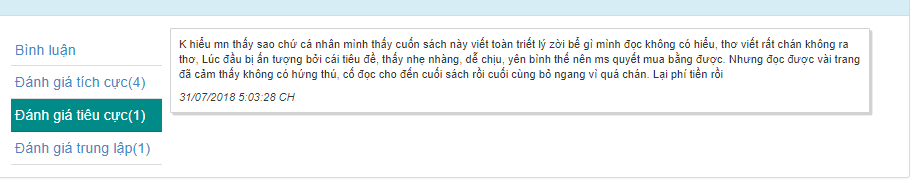 Bình luận
Đánh giá tích cực(4)
Đánh giá tiêu cực(1)
Đánh giá trung lập(1)
K hiểu mn thấy sao chứ cá nhân mình thấy cuốn sách này viết toàn triết lý zời bể gì mình đọc không có hiểu, thơ viết rất chán không ra
thơ, Lúc đầu bị ấn tượng bởi cái tiêu đề, thấy nhẹ nhàng, dễ chịu, yên bình thế nên ms quyết mua bằng được. Nhưng đọc được vài trang
đã cảm thấy không có hứng thú, cố đọc cho đến cuối sách rồi cuối cùng bỏ ngang vì quá chán. Lại phí tiền rồi
31/07/2018 5:03:28 CH